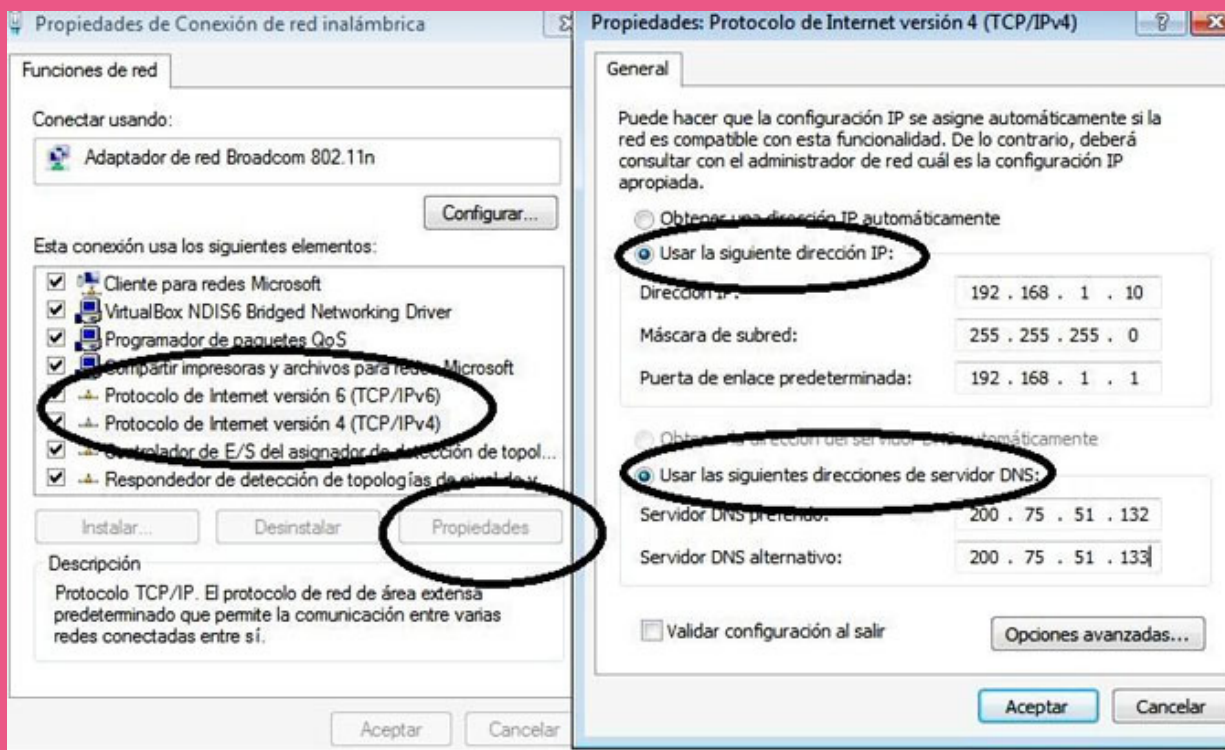 Propiedades de Conexión de red inalámbrica
Funciones de red
Conectar usando:
Adaptador de red Broadcom 802.11n
Configurar...
Esta conexión usa los siguientes elementos:
Cliente para redes Microsoft
VirtualBox NDIS6 Bridged Networking Driver
Programador de paquetes QoS
Compartir impresoras y archivos para redes Microsoft
Protocolo de Internet versión 6 (TCP/IPv6)
Protocolo de Internet versión 4 (TCP/IPv4)
Controlador de E/S del asignador de detección de topol...
Respondedor de detección de topologías de nivel de v
Instalar...
Desinstalar
Propiedades
Descripción
Protocolo TCP/IP. El protocolo de red de área extensa
predeterminado que permite la comunicación entre varias
redes conectadas entre sí.
Aceptar
Cancelar
Propiedades: Protocolo de Internet versión 4 (TCP/IPv4)
General
Puede hacer que la configuración IP se asigne automáticamente si la
red es compatible con esta funcionalidad. De lo contrario, deberá
consultar con el administrador de red cuál es la configuración IP
apropiada.
Obtener una dirección IP automáticamente
Usar la siguiente dirección IP:
Dirección IP: 192 . 168 . 1 . 10
Máscara de subred: 255 . 255 . 255 . 0
Puerta de enlace predeterminada: 192 . 168 . 1 . 1
Obtener la dirección del servidor DNS automáticamente
Usar las siguientes direcciones de servidor DNS:
Servidor DNS preferido: 200 . 75 . 51 . 132
Servidor DNS alternativo: 200 . 75 . 51 . 133
Validar configuración al salir
Opciones avanzadas...
Aceptar
Cancelar